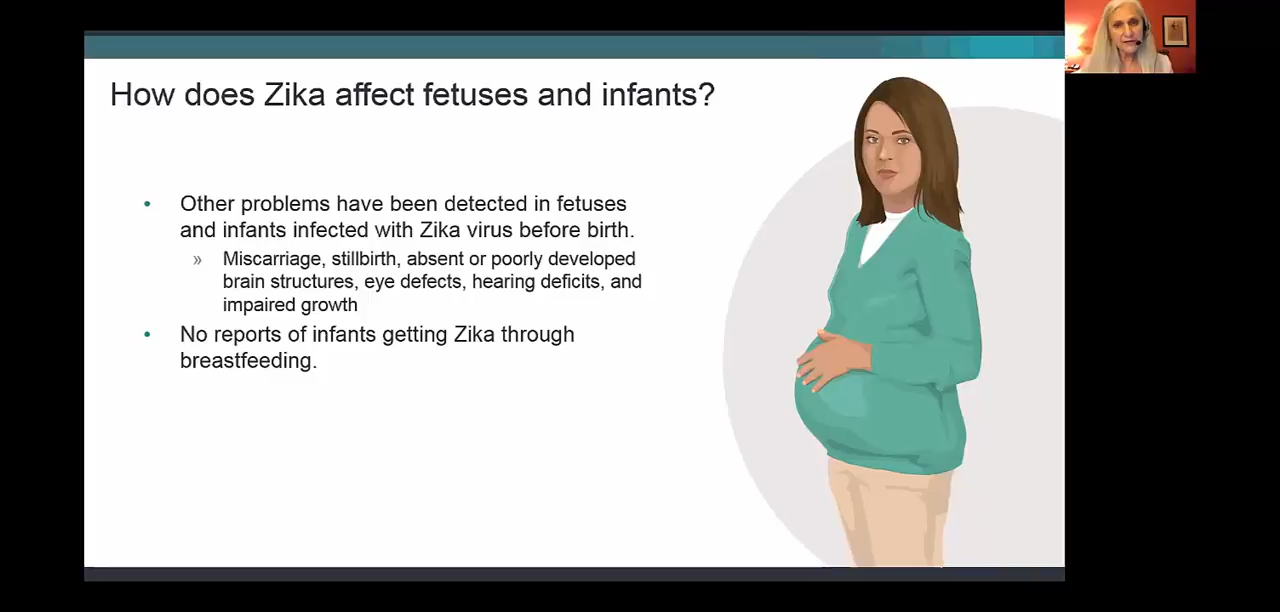 How does Zika affect fetuses and infants?
• Other problems have been detected in fetuses
and infants infected with Zika virus before birth.
» Miscarriage, stillbirth, absent or poorly developed
brain structures, eye defects, hearing deficits, and
impaired growth
• No reports of infants getting Zika through
breastfeeding.